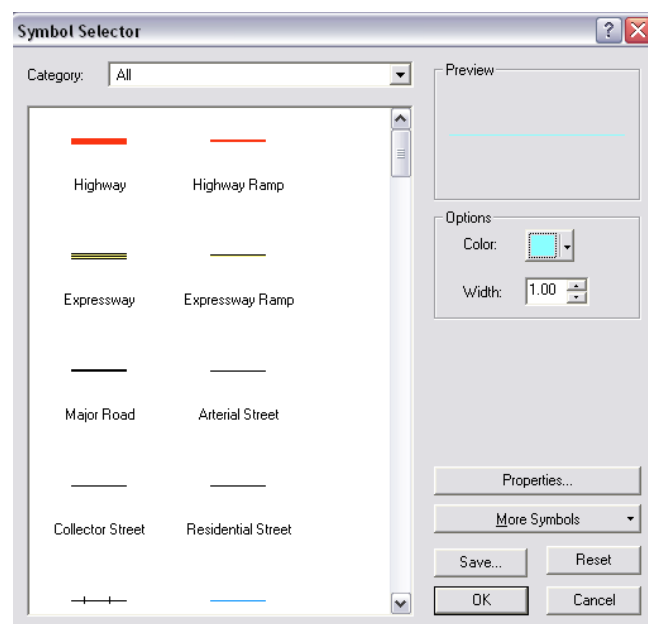 Symbol Selector
Category: All
Highway Highway Ramp
Expressway Expressway Ramp
Major Road Arterial Street
Collector Street Residential Street
Preview
Options
Color:
Width: 1.00
Properties...
More Symbols
Save... Reset
OK Cancel